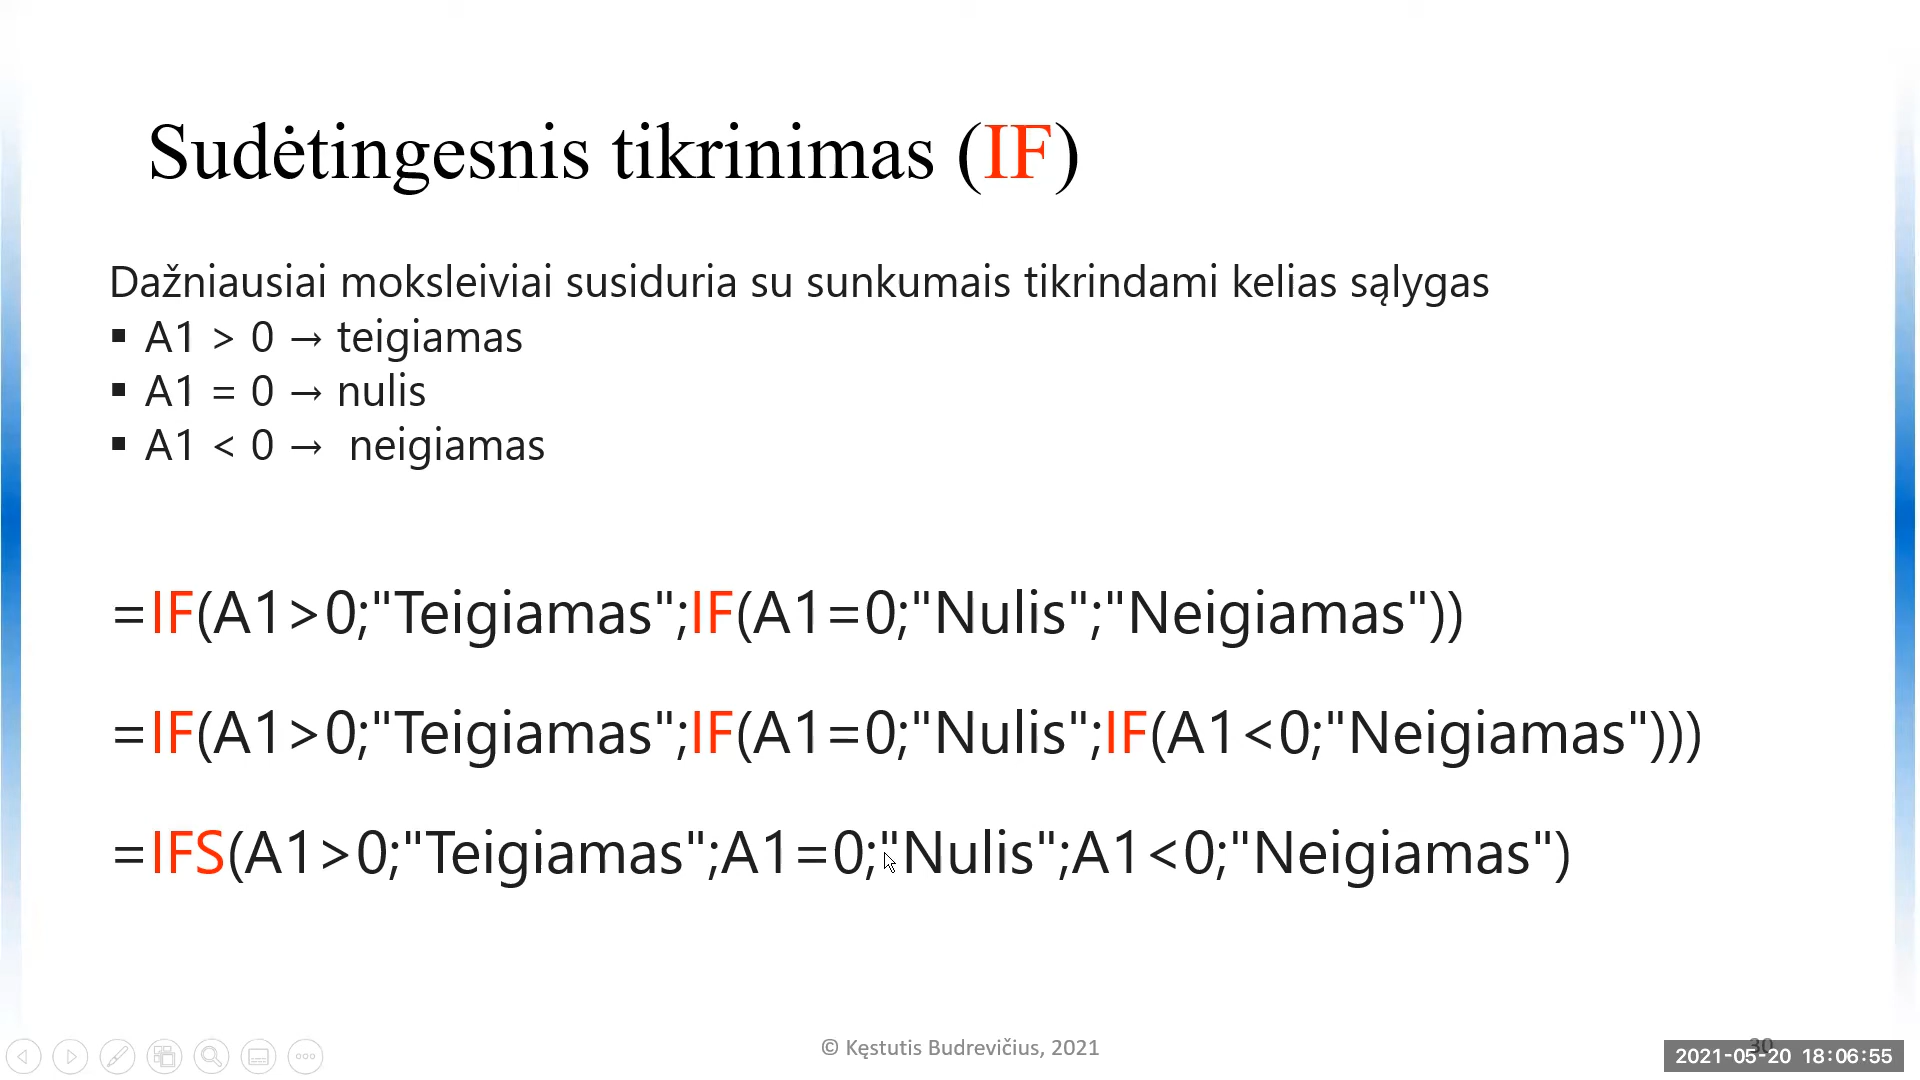 Sudėtingesnis tikrinimas (IF)
Dažniausiai moksleiviai susiduria su sunkumais tikrindami kelias sąlygas
▪ A1 > 0 → teigiamas
▪ A1 = 0 → nulis
▪ A1 < 0 → neigiamas
=IF(A1>0;"Teigiamas";IF(A1=0;"Nulis";"Neigiamas"))
=IF(A1>0;"Teigiamas";IF(A1=0;"Nulis";IF(A1<0;"Neigiamas")))
=IFS(A1>0;"Teigiamas";A1=0;"Nulis";A1<0;"Neigiamas")
© Kęstutis Budrevičius, 2021
30
2021-05-20 18:06:55